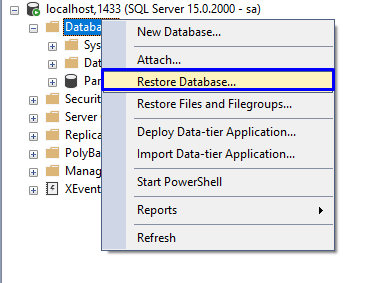 localhost,1433 (SQL Server 15.0.2000 - sa)
Databa
New Database...
Sys
Attach...
Dat
Par
Restore Database...
Securit
Restore Files and Filegroups...
Server
Replica
Deploy Data-tier Application...
PolyBa
Import Data-tier Application...
Manag
Start PowerShell
XEvent
Reports
Refresh